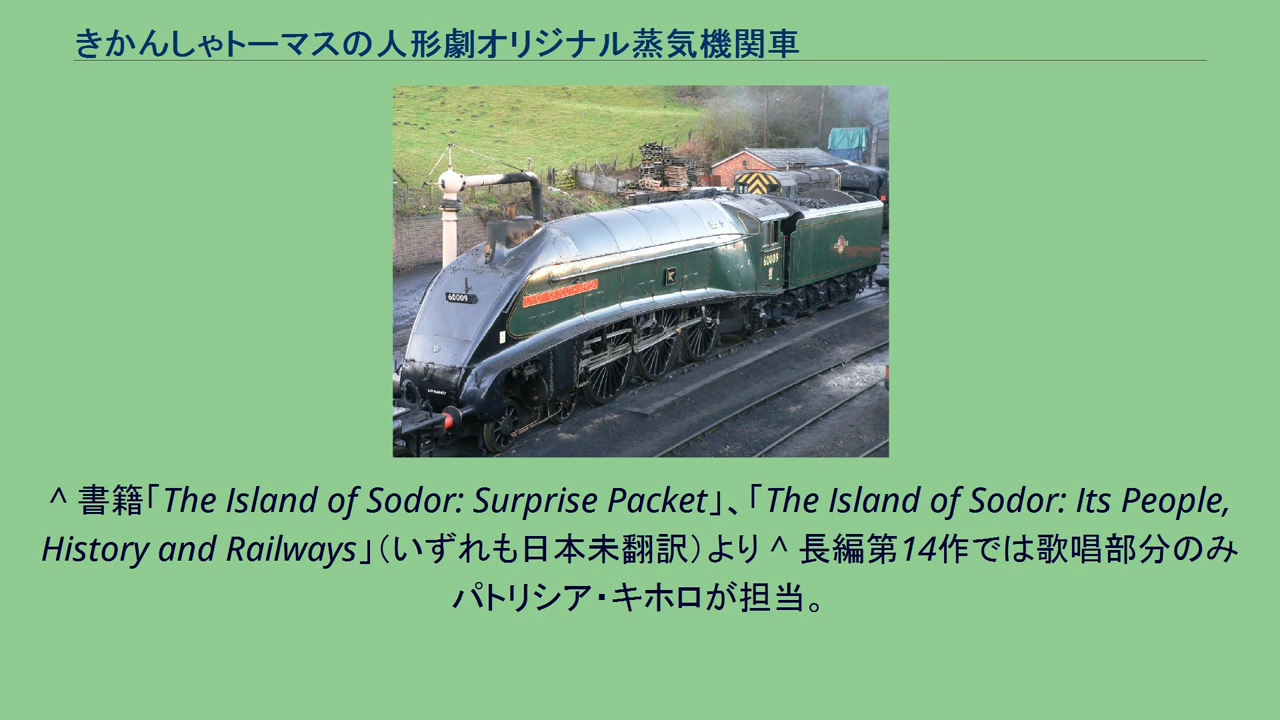 きかんしゃトーマスの人形劇オリジナル蒸気機関車
60009
60009
^ 書籍「The Island of Sodor: Surprise Packet」、「The Island of Sodor: Its People,
History and Railways」（いずれも日本未翻訳）より ^ 長編第14作では歌唱部分のみ
パトリシア・キホロが担当。